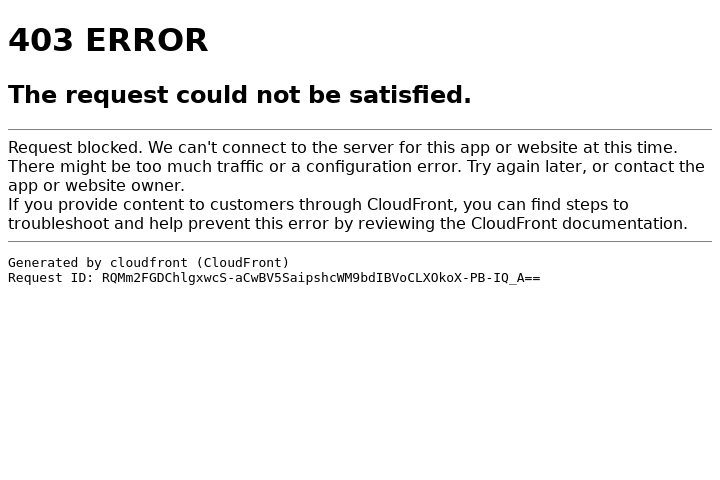 403 ERROR
The request could not be satisfied.
Request blocked. We can't connect to the server for this app or website at this time.
There might be too much traffic or a configuration error. Try again later, or contact the
app or website owner.
If you provide content to customers through CloudFront, you can find steps to
troubleshoot and help prevent this error by reviewing the CloudFront documentation.
Generated by cloudfront (CloudFront)
Request ID: RQMm2FGDChlgxwcS-aCwBV5SaipshcWM9bdIBVoCLXOkoX-PB-IQ_A==